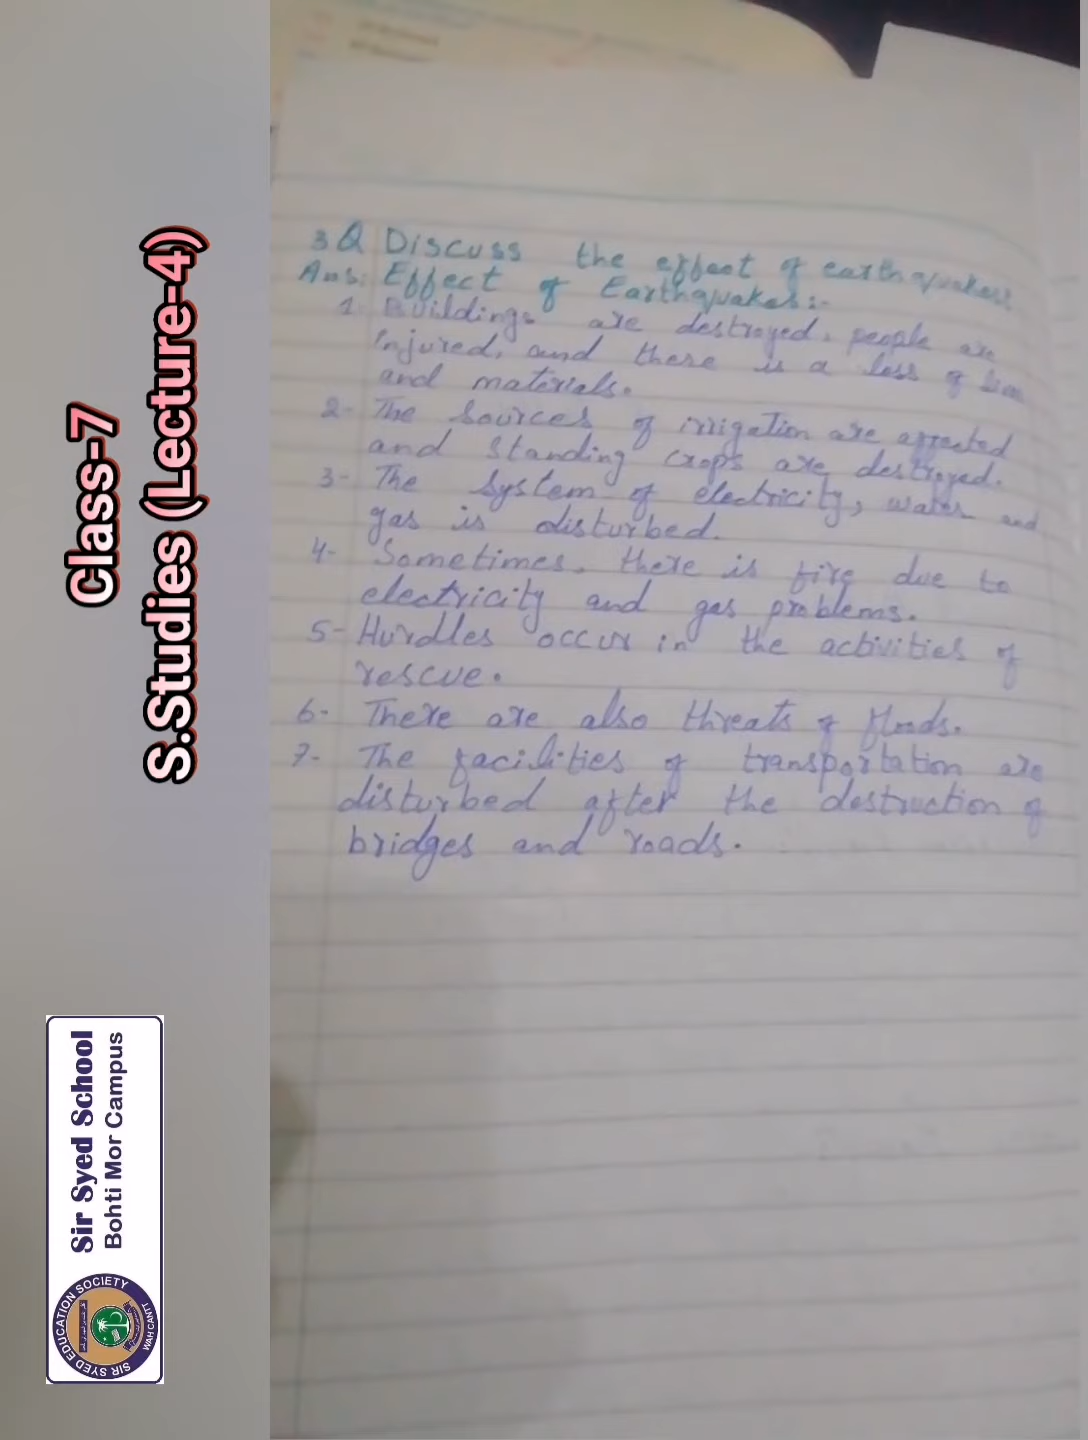 Class-7
S.Studies (Lecture-4)
Sir Syed School
Bohti Mor Campus
SIR SYED EDUCATION SOCIETY
WAH CANTT
3 Q Discuss the effect of earthquakes?
Ans: Effect of Earthquakes:-
1. Buildings are destroyed, people are
Injured, and there is a loss of
and materials.
2- The Sources of irrigation are affected
and Standing crops are destroyed.
3- The System of electricity, water and
gas is disturbed.
4- Sometimes, there is fire due to
electricity and gas problems.
5- Hurdles occur in the activities of
rescue.
6- There are also threats of floods.
7- The facilities of transportation are
disturbed after the destruction of
bridges and roads.